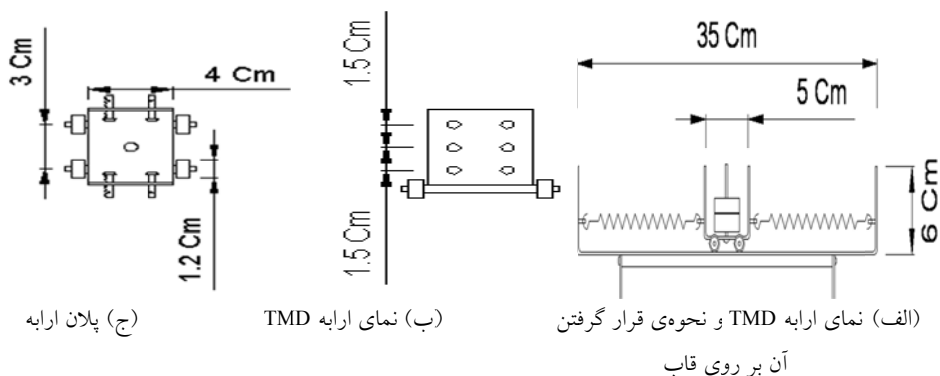 3 Cm
4 Cm
1.2 Cm
1.5 Cm
1.5 Cm
35 Cm
5 Cm
6 Cm
(الف) نمای ارابه TMD و نحوه‌ی قرار گرفتن
آن بر روی قاب
(ب) نمای ارابه TMD
(ج) پلان ارابه